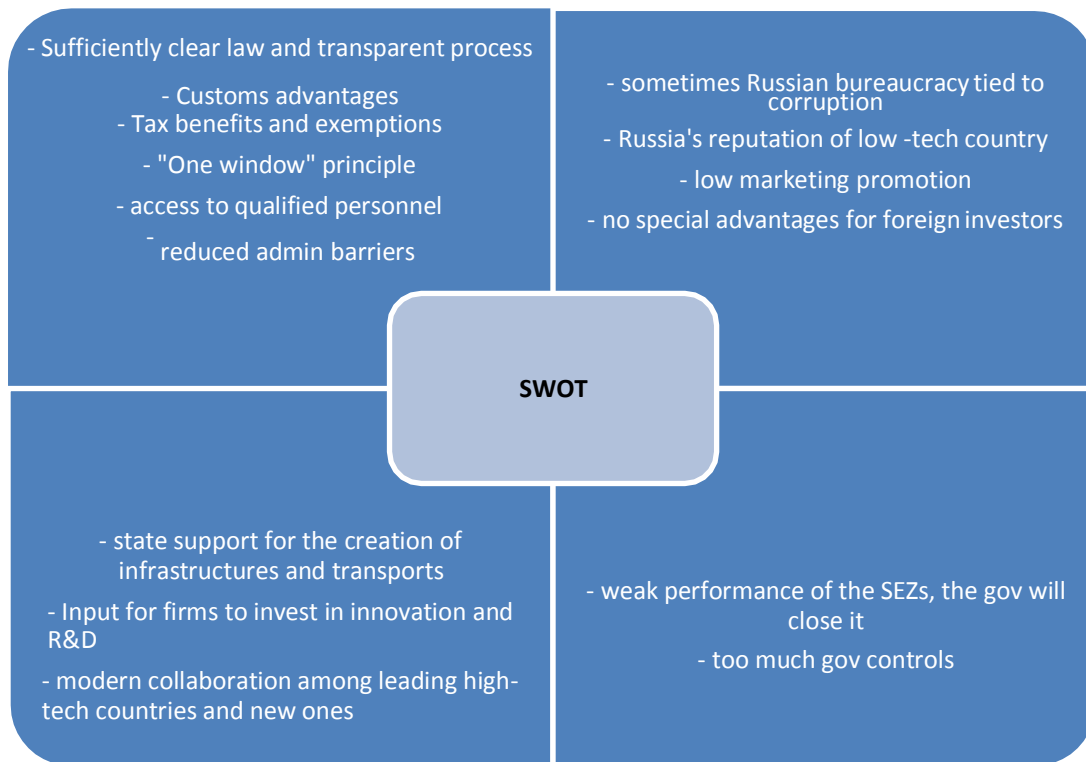 - Sufficiently clear law and transparent process
- Customs advantages
- Tax benefits and exemptions
- "One window" principle
- access to qualified personnel
- reduced admin barriers
- sometimes Russian bureaucracy tied to
corruption
- Russia's reputation of low -tech country
- low marketing promotion
- no special advantages for foreign investors
SWOT
- state support for the creation of
infrastructures and transports
- Input for firms to invest in innovation and
R&D
- modern collaboration among leading high-
tech countries and new ones
- weak performance of the SEZs, the gov will
close it
- too much gov controls